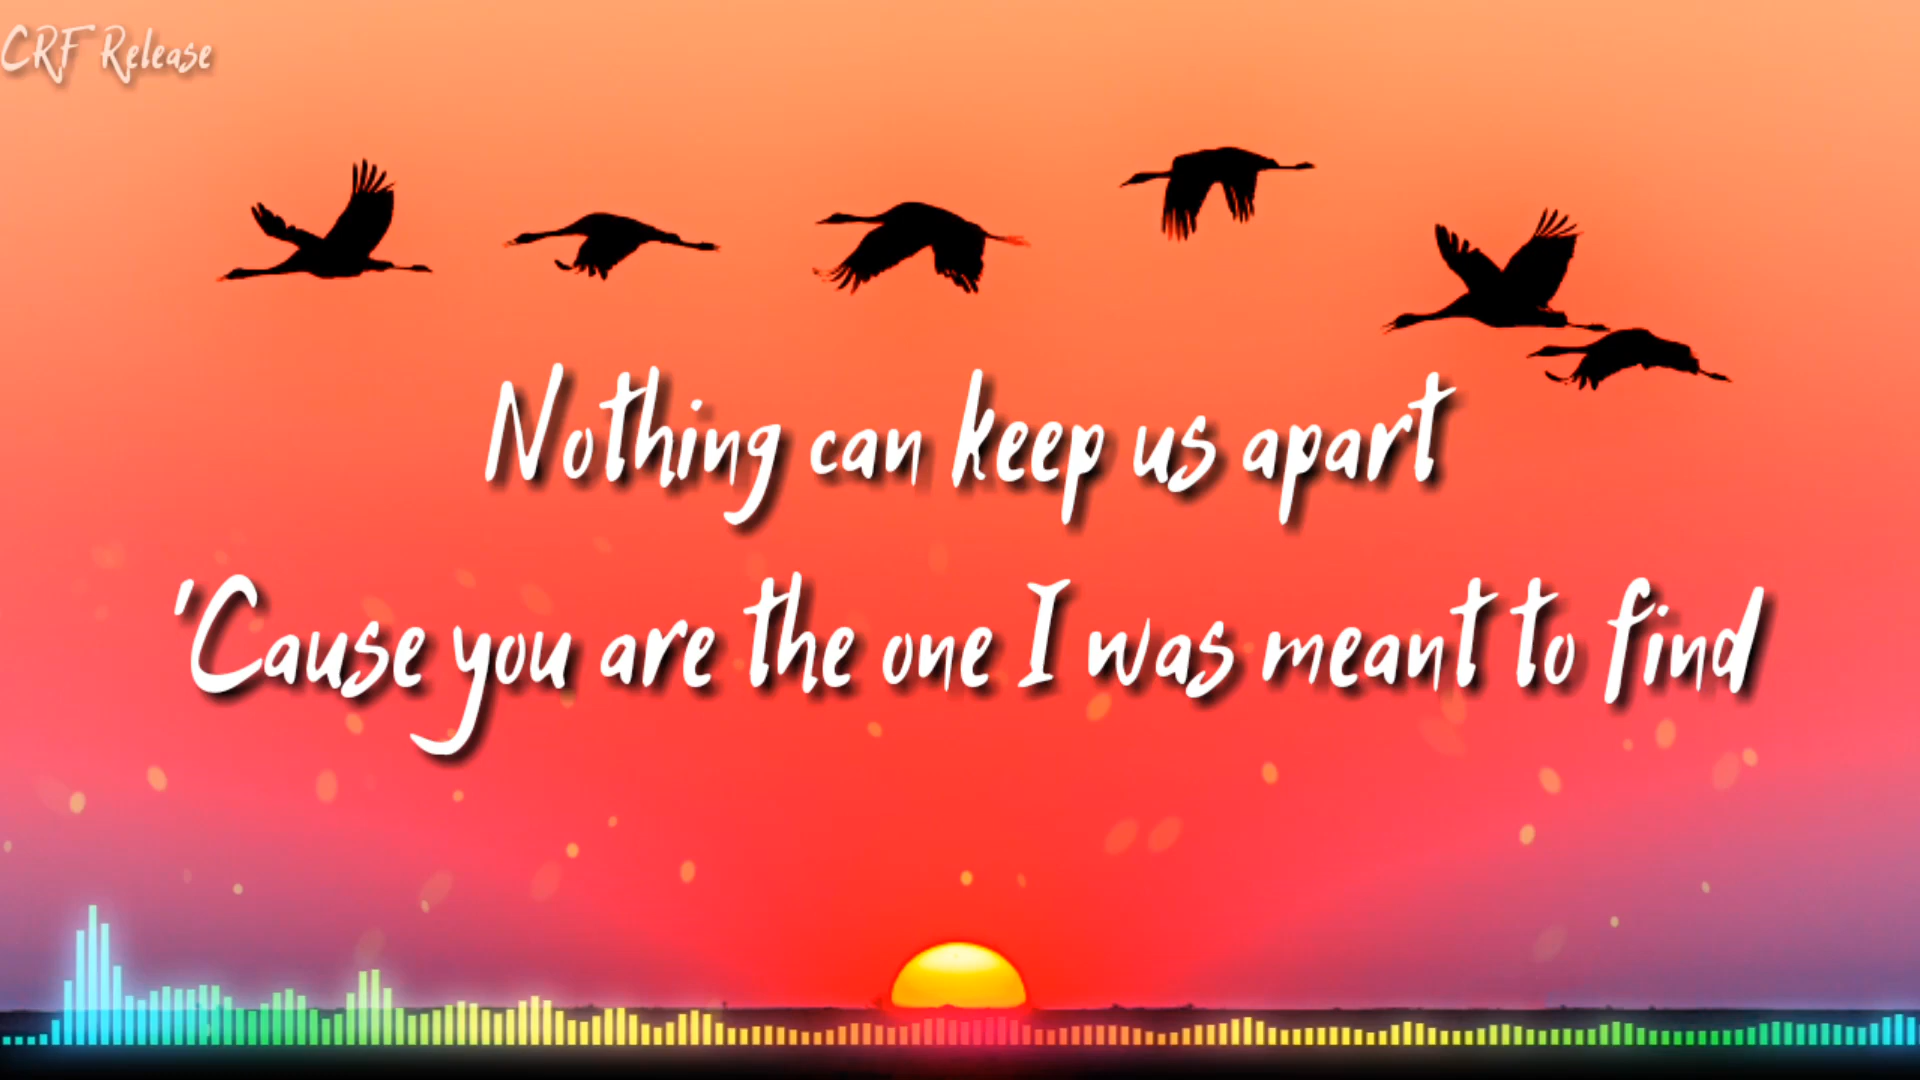 CRF Release
Nothing can keep us apart
'Cause you are the one I was meant to find